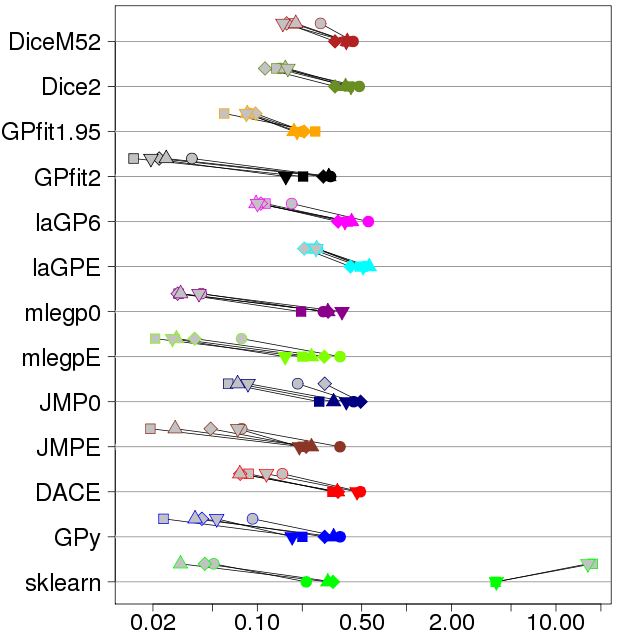 DiceM52
Dice2
GPfit1.95
GPfit2
laGP6
laGPE
mlegp0
mlegpE
JMP0
JMPE
DACE
GPy
sklearn
0.02 0.10 0.50 2.00 10.00